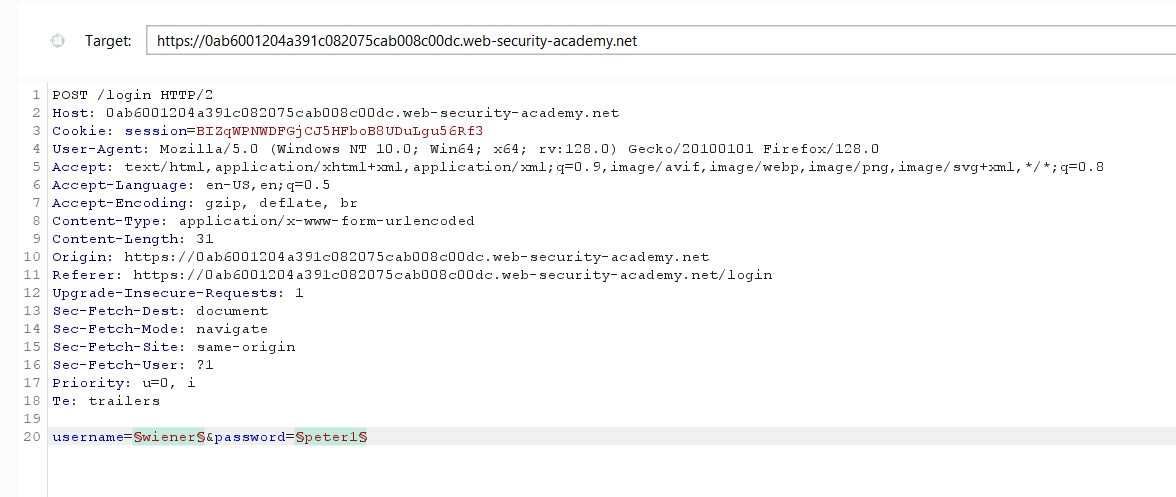 Target: https://0ab6001204a391c082075cab008c00dc.web-security-academy.net
1 POST /login HTTP/2
2 Host: 0ab6001204a391c082075cab008c00dc.web-security-academy.net
3 Cookie: session=BIZqWPNWDFGjCJ5HFboB8UDuLgu56Rf3
4 User-Agent: Mozilla/5.0 (Windows NT 10.0; Win64; x64; rv:128.0) Gecko/20100101 Firefox/128.0
5 Accept: text/html,application/xhtml+xml,application/xml;q=0.9,image/avif,image/webp,image/png,image/svg+xml,*/*;q=0.8
6 Accept-Language: en-US,en;q=0.5
7 Accept-Encoding: gzip, deflate, br
8 Content-Type: application/x-www-form-urlencoded
9 Content-Length: 31
10 Origin: https://0ab6001204a391c082075cab008c00dc.web-security-academy.net
11 Referer: https://0ab6001204a391c082075cab008c00dc.web-security-academy.net/login
12 Upgrade-Insecure-Requests: 1
13 Sec-Fetch-Dest: document
14 Sec-Fetch-Mode: navigate
15 Sec-Fetch-Site: same-origin
16 Sec-Fetch-User: ?1
17 Priority: u=0, i
18 Te: trailers
19
20 username=§wiener§&password=§peter1§